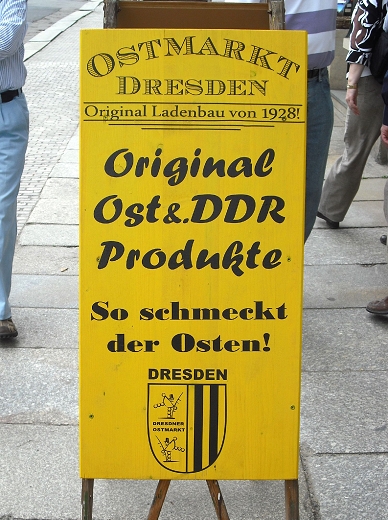 OSTMARKT
DRESDEN
Original Ladenbau von 1928!
Original
Ost&.DDR
Produkte
So schmeckt
der Osten!
DRESDEN
DRESDNER
OSTMARKT